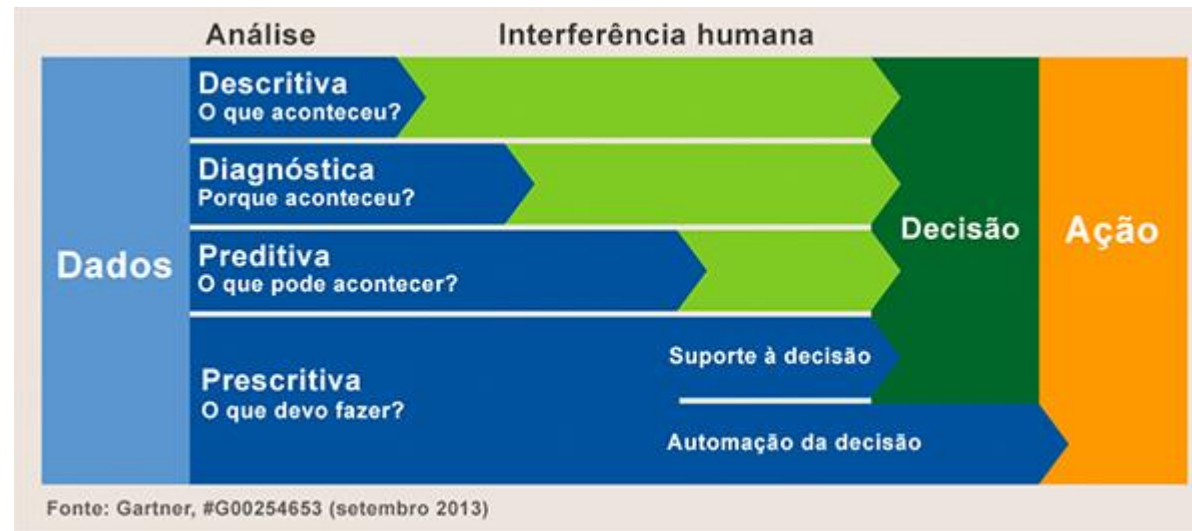 Análise
Interferência humana
Dados
Descritiva
O que aconteceu?
Diagnóstica
Porque aconteceu?
Preditiva
O que pode acontecer?
Prescritiva
O que devo fazer?
Suporte à decisão
Automação da decisão
Decisão
Ação
Fonte: Gartner, #G00254653 (setembro 2013)